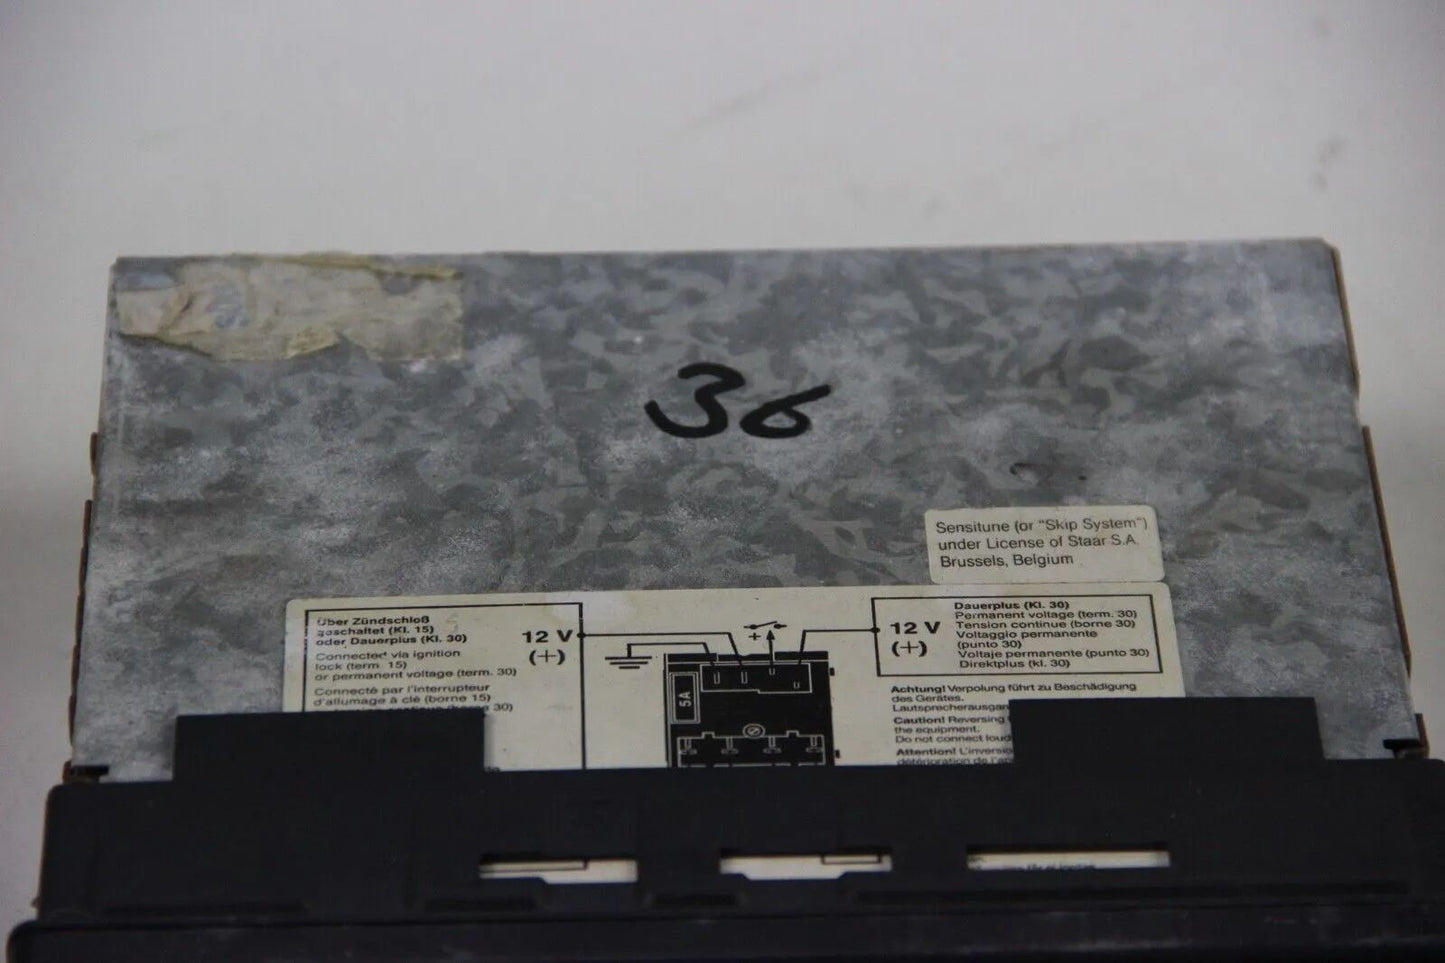 36
Sensitune (or "Skip System")
under License of Staar S.A.
Brussels, Belgium
Über Zündschloß
geschaltet (Kl. 15)
oder Dauerplus (Kl. 30)
Connected via ignition
lock (term. 15)
or permanent voltage (term. 30)
Connecté par l'interrupteur
d'allumage à clé (borne 15)
30)
12 V
(+)
+
5A
12 V
(+)
Dauerplus (Kl. 30)
Permanent voltage (term. 30)
Tension continue (borne 30)
Voltaggio permanente
(punto 30)
Voltaje permanente (punto 30)
Direktplus (kl. 30)
Achtung! Verpolung führt zu Beschädigung
des Gerätes.
Lautsprecherausgan
Caution! Reversing
the equipment.
Do not connect loud
Attention! L'inversio